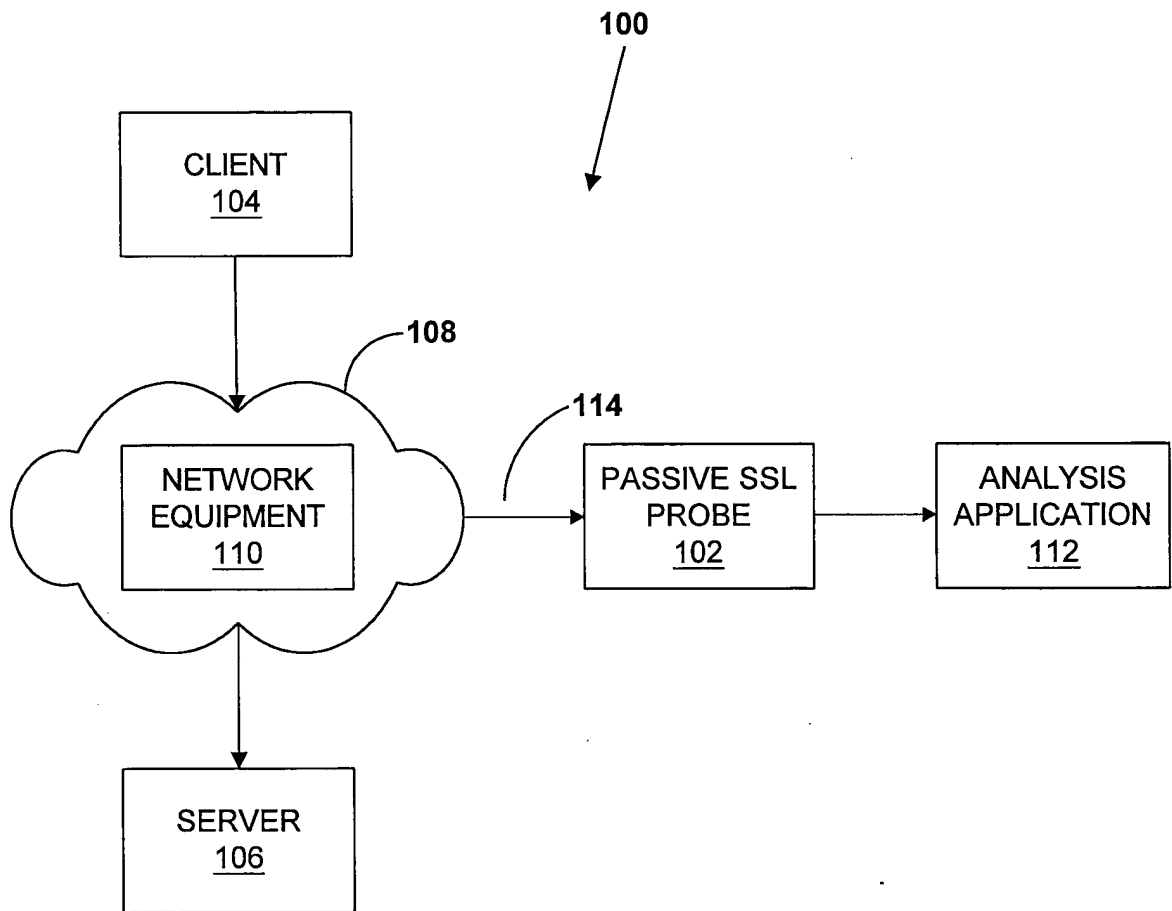 100
CLIENT
104
108
114
NETWORK
EQUIPMENT
110
PASSIVE SSL
PROBE
102
ANALYSIS
APPLICATION
112
SERVER
106